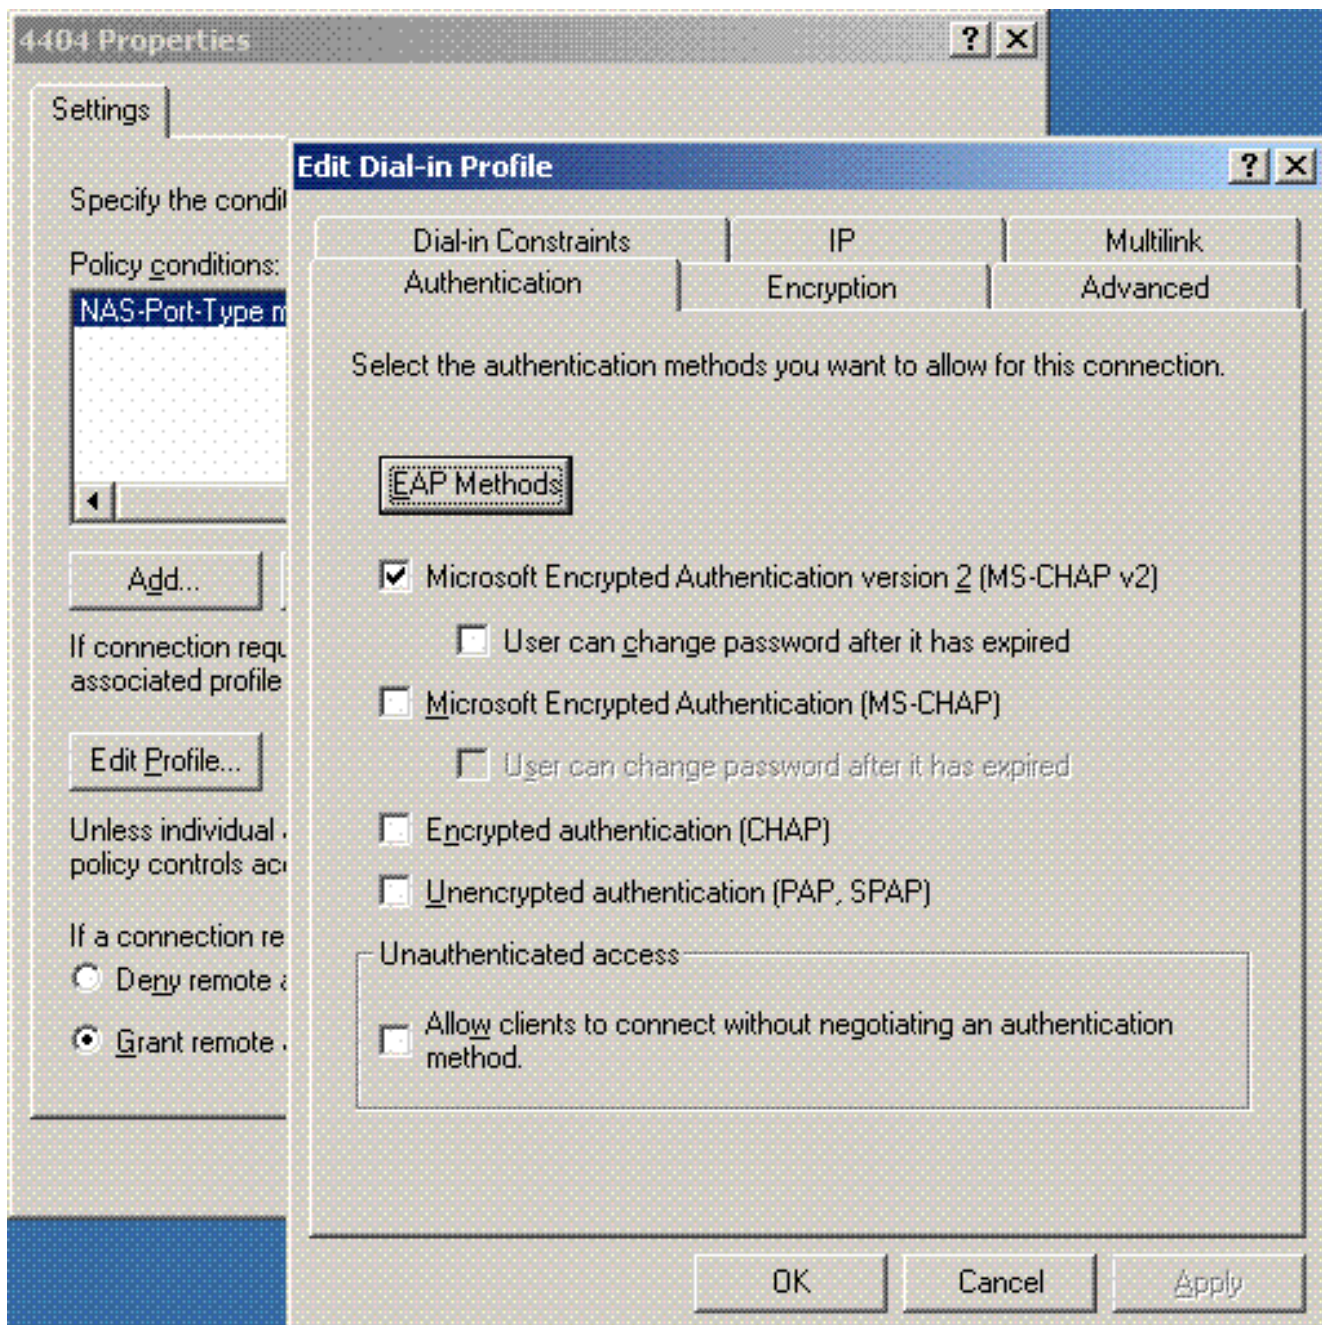 4404 Properties
Settings
Specify the condi
Policy conditions:
NAS-Port-Type
Add...
If connection requ
associated profile
Edit Profile...
Unless individual
policy controls acc
If a connection re
Deny remote a
Grant remote
Edit Dial-in Profile
Dial-in Constraints IP Multilink
Authentication Encryption Advanced
Select the authentication methods you want to allow for this connection.
EAP Methods
Microsoft Encrypted Authentication version 2 (MS-CHAP v2)
User can change password after it has expired
Microsoft Encrypted Authentication (MS-CHAP)
User can change password after it has expired
Encrypted authentication (CHAP)
Unencrypted authentication (PAP, SPAP)
Unauthenticated access
Allow clients to connect without negotiating an authentication
method.
OK Cancel Apply